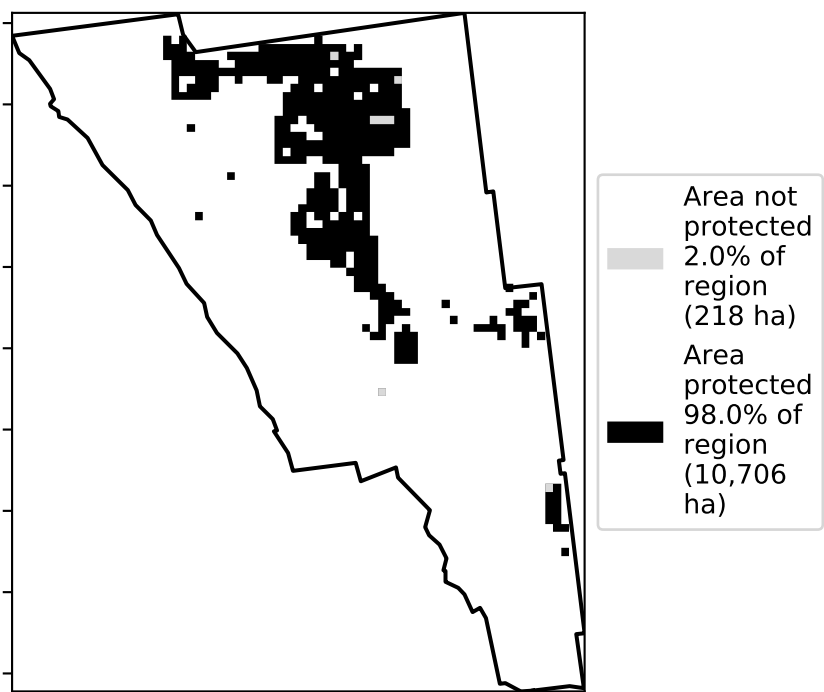 Area not
protected
2.0% of
region
(218 ha)
Area
protected
98.0% of
region
(10,706
ha)